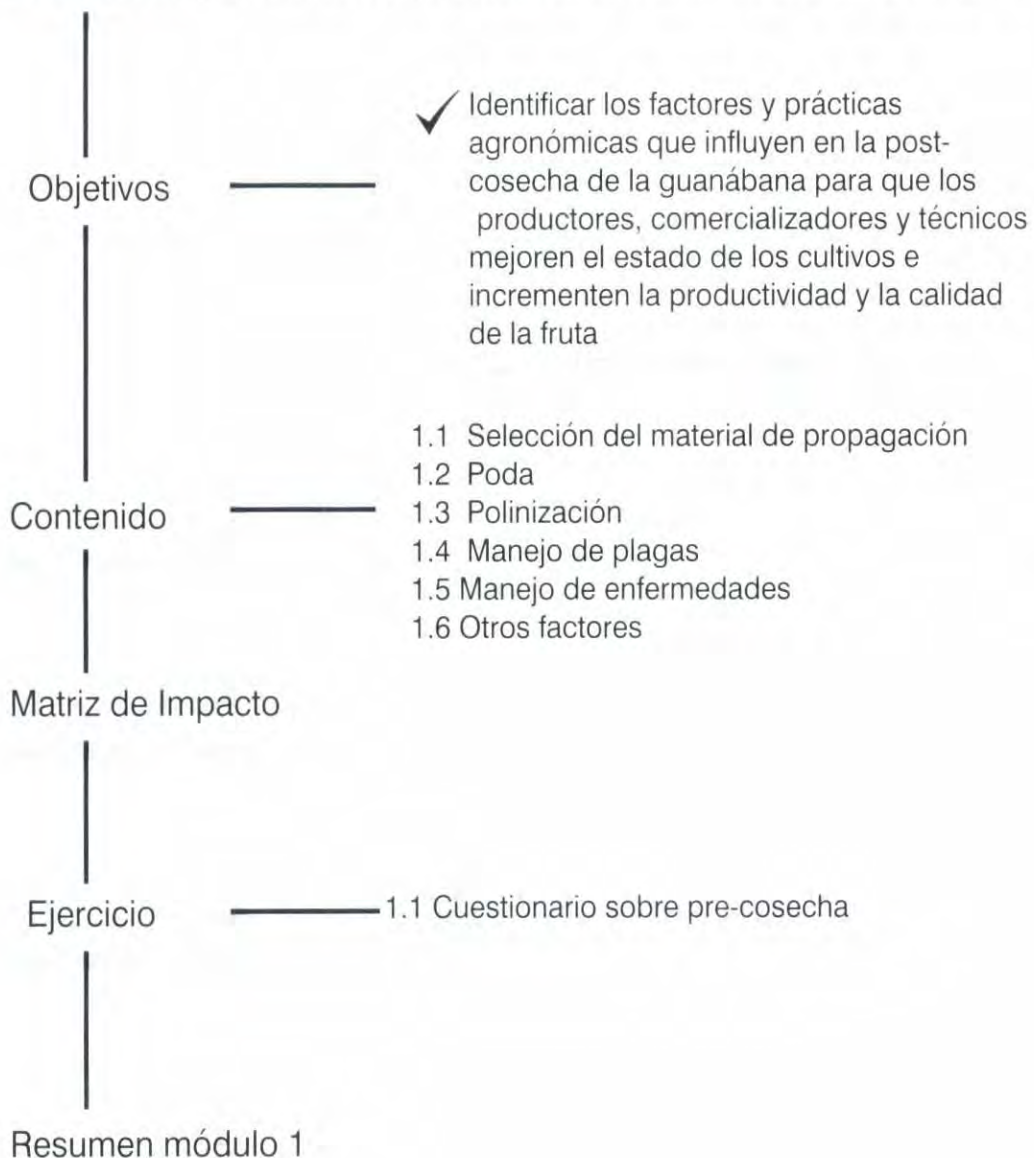 Objetivos
✓ Identificar los factores y prácticas
agronómicas que influyen en la post-
cosecha de la guanábana para que los
productores, comercializadores y técnicos
mejoren el estado de los cultivos e
incrementen la productividad y la calidad
de la fruta
Contenido
1.1 Selección del material de propagación
1.2 Poda
1.3 Polinización
1.4 Manejo de plagas
1.5 Manejo de enfermedades
1.6 Otros factores
Matriz de Impacto
Ejercicio
1.1 Cuestionario sobre pre-cosecha
Resumen módulo 1